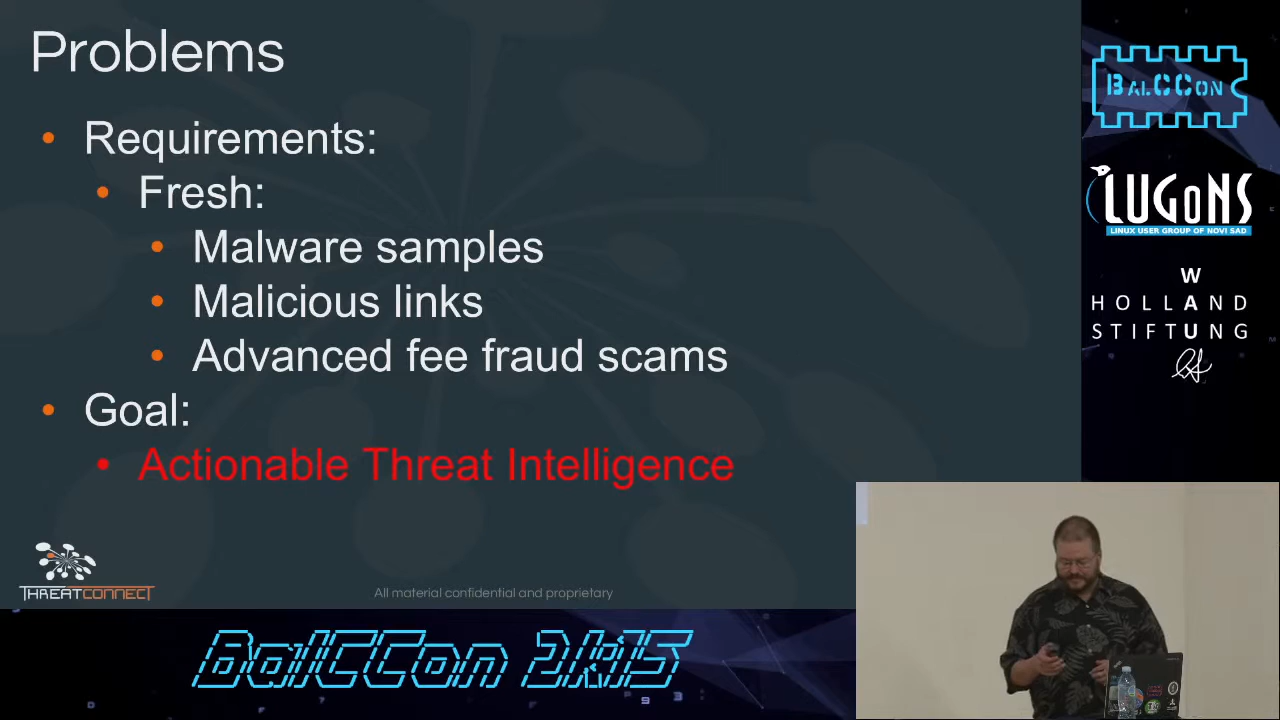 Problems
• Requirements:
• Fresh:
• Malware samples
• Malicious links
• Advanced fee fraud scams
• Goal:
• Actionable Threat Intelligence
THREATCONNECT
All material confidential and proprietary
BALCCON
LUGONS
LINUX USER GROUP OF NOVI SAD
W
HOLLAND
STIFTUNG
BalCCon 2k15